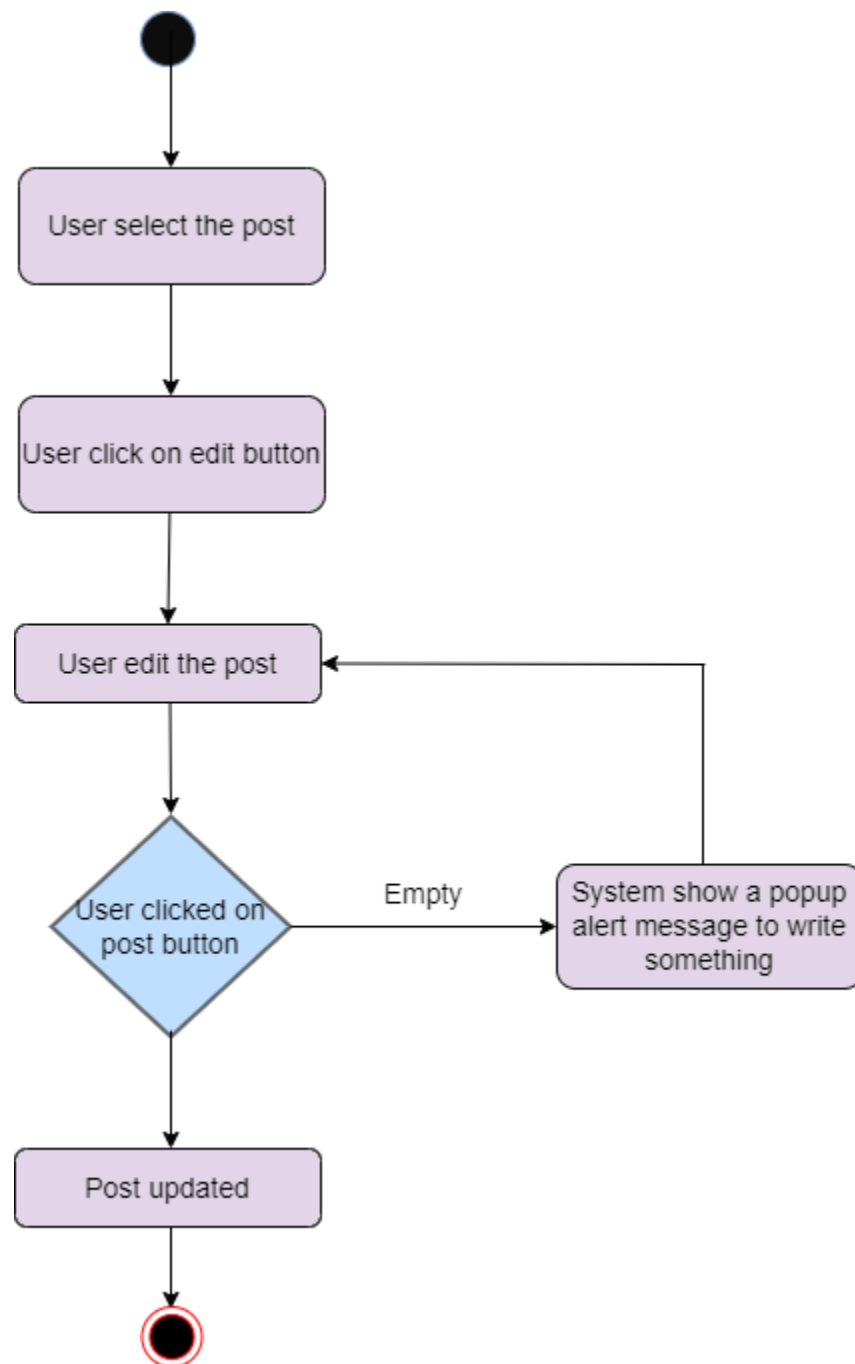 User select the post
User click on edit button
User edit the post
User clicked on
post button
Empty
System show a popup
alert message to write
something
Post updated